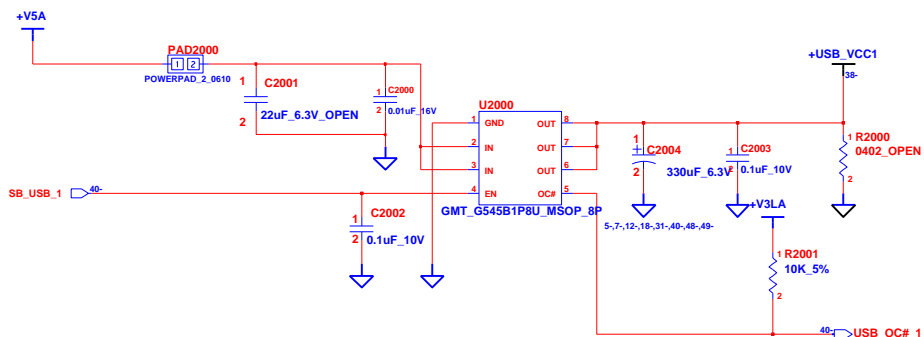 +V5A
PAD2000
1 2
POWERPAD_2_0610
+USB_VCC1
38-
1
C2001
2
22uF_6.3V_OPEN
1
C2000
2
0.01uF_16V
U2000
1 GND OUT 8
2 IN OUT 7
3 IN OUT 6
4 EN OC# 5
GMT_G545B1P8U_MSOP_8P
1
+
C2004
2
330uF_6.3V
C2003
1
2
0.1uF_10V
R2000
1
0402_OPEN
2
SB_USB_1
40-
1
C2002
2
0.1uF_10V
5-,7-,12-,18-,31-,40-,48-,49-
+V3LA
R2001
1
10K_5%
2
40-
USB_OC#_1